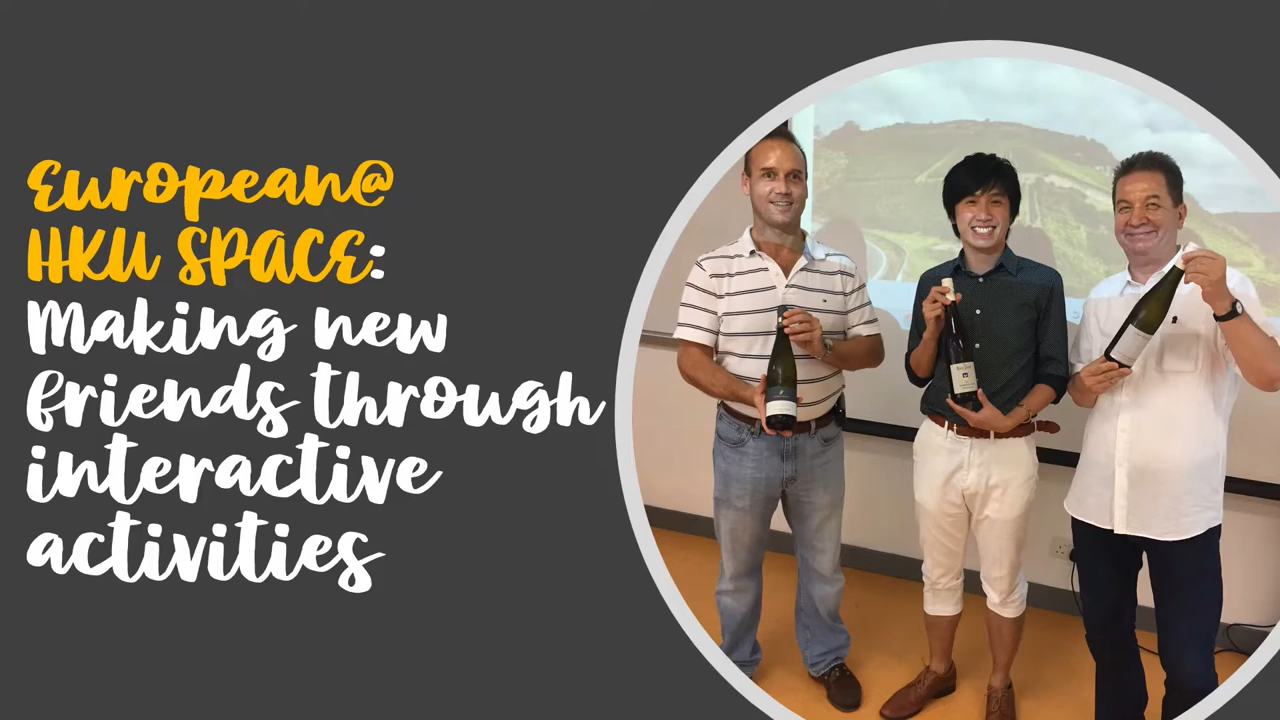 European@
HKU SPACE:
Making new
friends through
interactive
activities